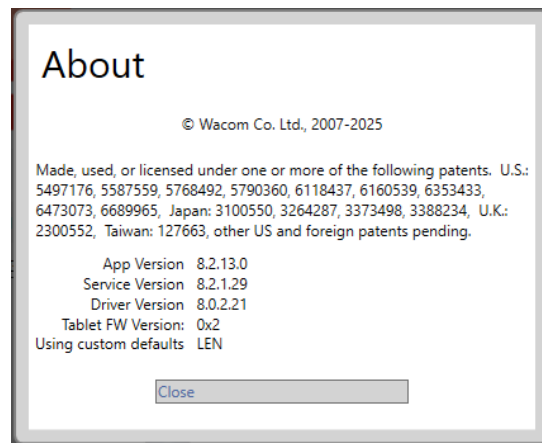 About
© Wacom Co. Ltd., 2007-2025
Made, used, or licensed under one or more of the following patents.  U.S.:
5497176, 5587559, 5768492, 5790360, 6118437, 6160539, 6353433,
6473073, 6689965,  Japan: 3100550, 3264287, 3373498, 3388234,  U.K.:
2300552,  Taiwan: 127663, other US and foreign patents pending.
App Version 8.2.13.0
Service Version 8.2.1.29
Driver Version 8.0.2.21
Tablet FW Version: 0x2
Using custom defaults LEN
Close